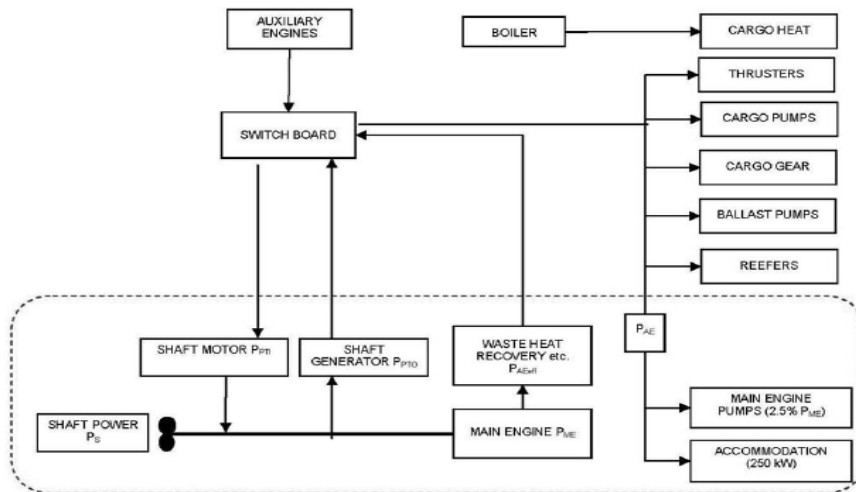 AUXILIARY
ENGINES
BOILER
CARGO HEAT
THRUSTERS
SWITCH BOARD
CARGO PUMPS
CARGO GEAR
BALLAST PUMPS
REEFERS
SHAFT MOTOR PPTI
SHAFT
GENERATOR PPTO
WASTE HEAT
RECOVERY etc.
PAEeff
PAE
SHAFT POWER
PS
MAIN ENGINE PME
MAIN ENGINE
PUMPS (2.5% PME)
ACCOMMODATION
(250 kW)